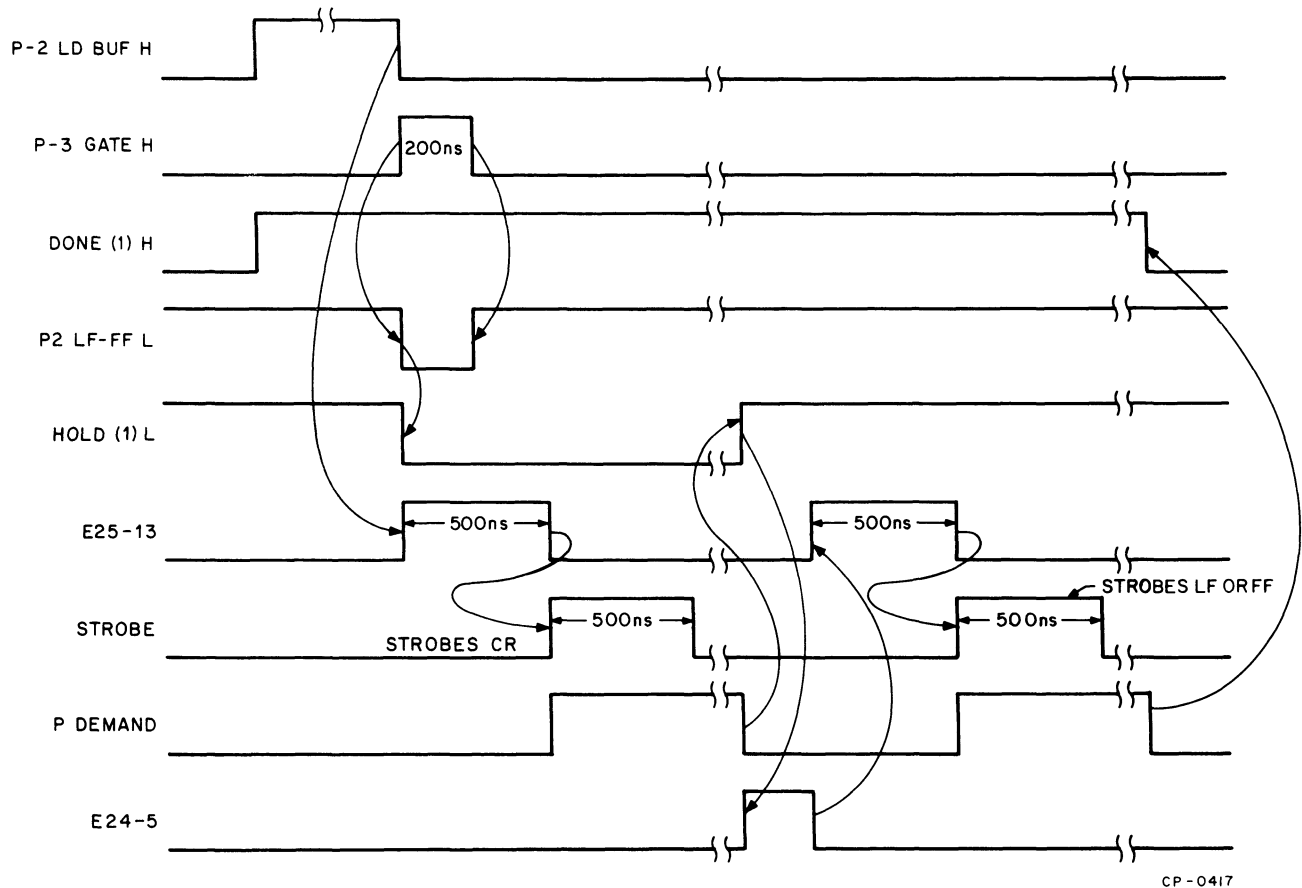 P-2 LD BUF H
P-3 GATE H
200ns
DONE (1) H
P2 LF-FF L
HOLD (1) L
E25-13
500ns
500ns
STROBES LF OR FF
STROBE
500ns
500ns
STROBES CR
P DEMAND
E24-5
CP-0417